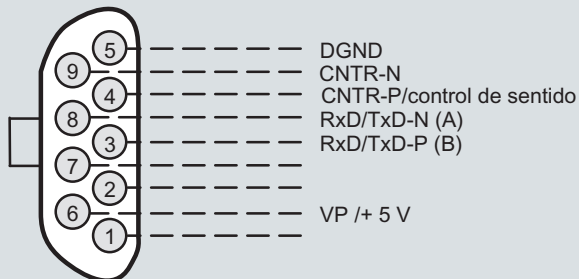 5 DGND
9 CNTR-N
4 CNTR-P/control de sentido
8 RxD/TxD-N (A)
3 RxD/TxD-P (B)
7
2
6 VP /+ 5 V
1